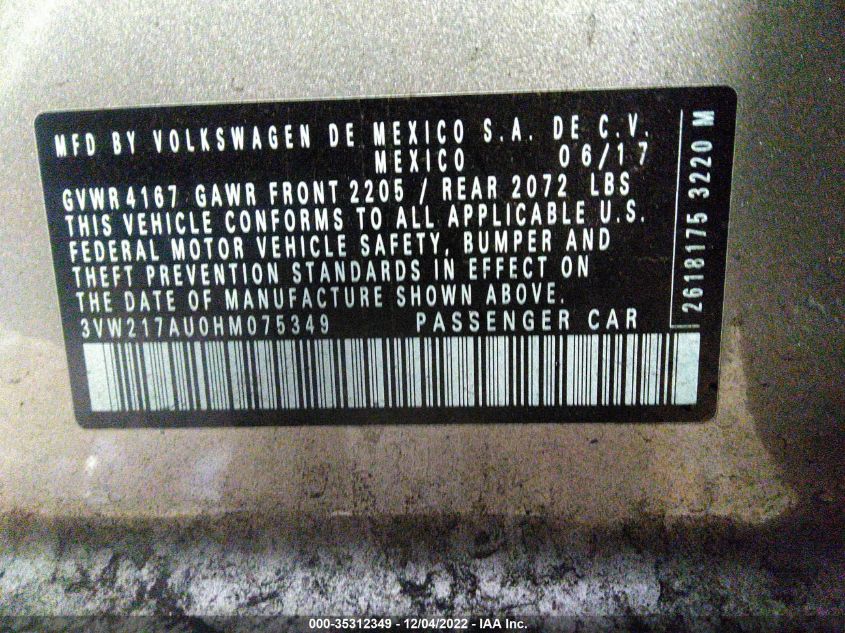 MFD BY VOLKSWAGEN DE MEXICO S.A. DE C.V.
MEXICO 06/17
GVWR 4167 GAWR FRONT 2205 / REAR 2072 LBS
THIS VEHICLE CONFORMS TO ALL APPLICABLE U.S.
FEDERAL MOTOR VEHICLE SAFETY, BUMPER AND
THEFT PREVENTION STANDARDS IN EFFECT ON
THE DATE OF MANUFACTURE SHOWN ABOVE.
3VW217AU0HM075349 PASSENGER CAR
2618175 3220 M
000-35312349 - 12/04/2022 - IAA Inc.